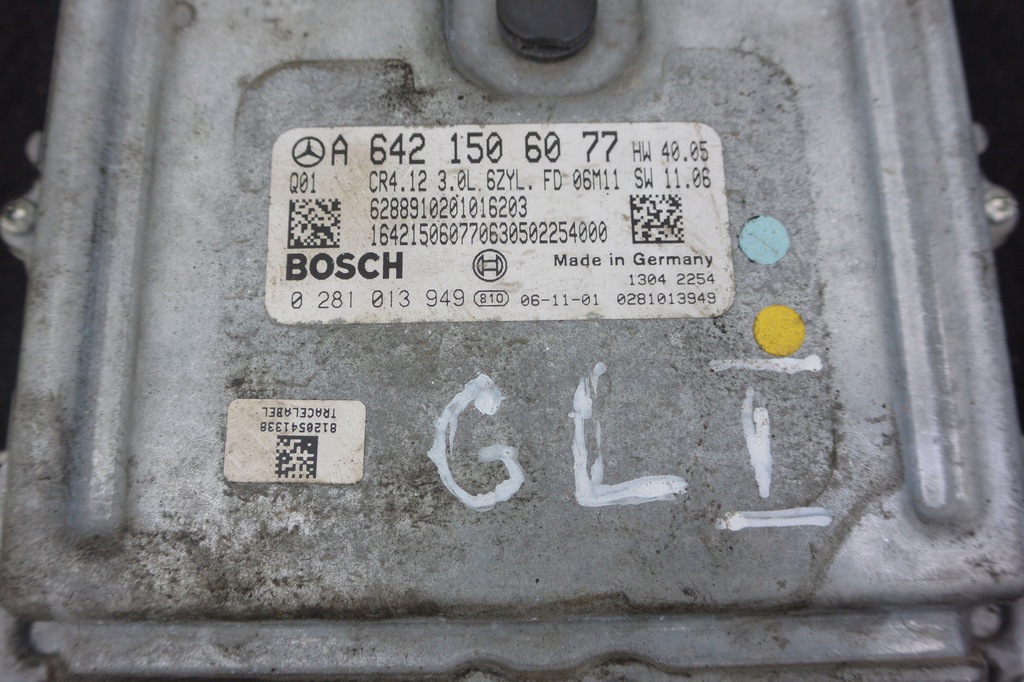 A 642 150 60 77 HW 40.05
Q01 CR4.12 3.0L 6ZYL. FD 06M11 SW 11.06
6288910201016203
164215060770630502254000
BOSCH Made in Germany
1304 2254
0 281 013 949 810 06-11-01 0281013949
GL I
8120541338
TRACELABEL